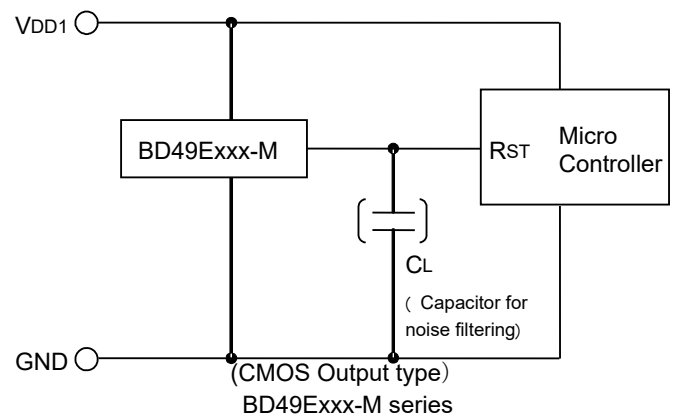 VDD1
BD49Exxx-M
RST
Micro
Controller
CL
( Capacitor for
noise filtering)
GND
(CMOS Output type)
BD49Exxx-M series